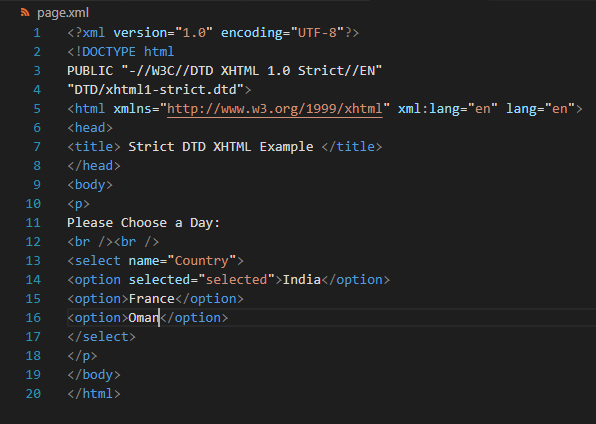 page.xml
1 <?xml version="1.0" encoding="UTF-8"?>
2 <!DOCTYPE html
3 PUBLIC "-//W3C//DTD XHTML 1.0 Strict//EN"
4 "DTD/xhtml1-strict.dtd">
5 <html xmlns="http://www.w3.org/1999/xhtml" xml:lang="en" lang="en">
6 <head>
7 <title> Strict DTD XHTML Example </title>
8 </head>
9 <body>
10 <p>
11 Please Choose a Day:
12 <br /><br />
13 <select name="Country">
14 <option selected="selected">India</option>
15 <option>France</option>
16 <option>Oman</option>
17 </select>
18 </p>
19 </body>
20 </html>